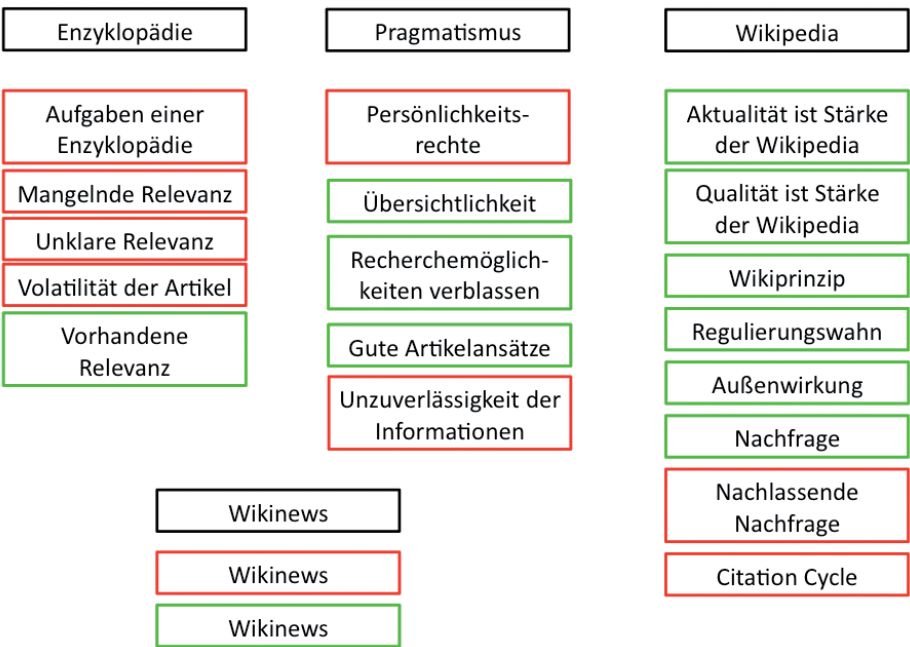 Enzyklopädie
Aufgaben einer
Enzyklopädie
Mangelnde Relevanz
Unklare Relevanz
Volatilität der Artikel
Vorhandene
Relevanz
Pragmatismus
Persönlichkeits-
rechte
Übersichtlichkeit
Recherchemöglich-
keiten verblassen
Gute Artikelansätze
Unzuverlässigkeit der
Informationen
Wikipedia
Aktualität ist Stärke
der Wikipedia
Qualität ist Stärke
der Wikipedia
Wikiprinzip
Regulierungswahn
Außenwirkung
Nachfrage
Nachlassende
Nachfrage
Citation Cycle
Wikinews
Wikinews
Wikinews